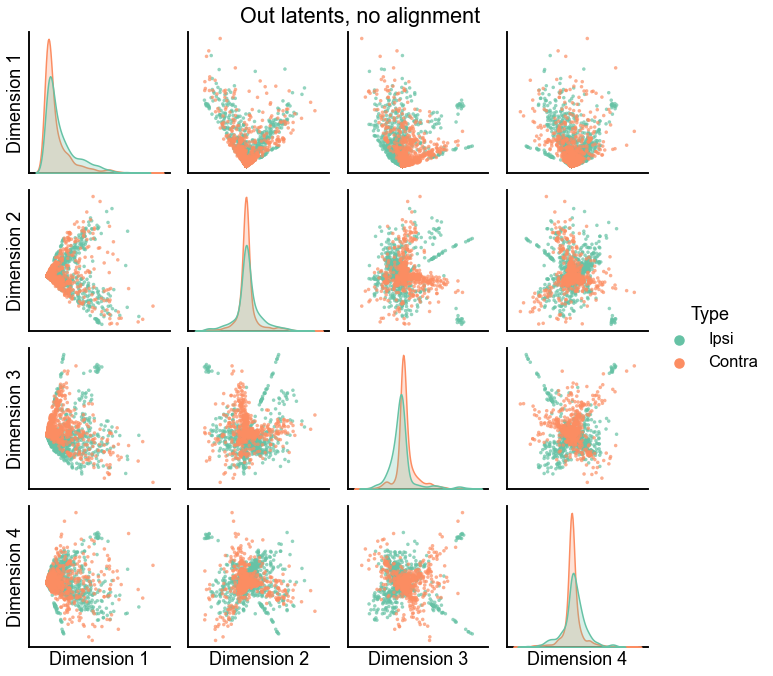 Out latents, no alignment
Dimension 1
Dimension 2
Dimension 3
Dimension 4
Type
Ipsi
Contra
Dimension 1
Dimension 2
Dimension 3
Dimension 4